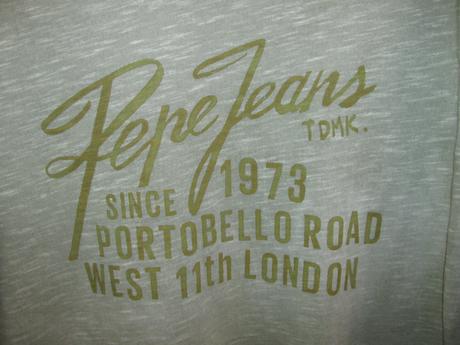 Pepe Jeans
TDMK.
SINCE 1973
PORTOBELLO ROAD
WEST 11th LONDON